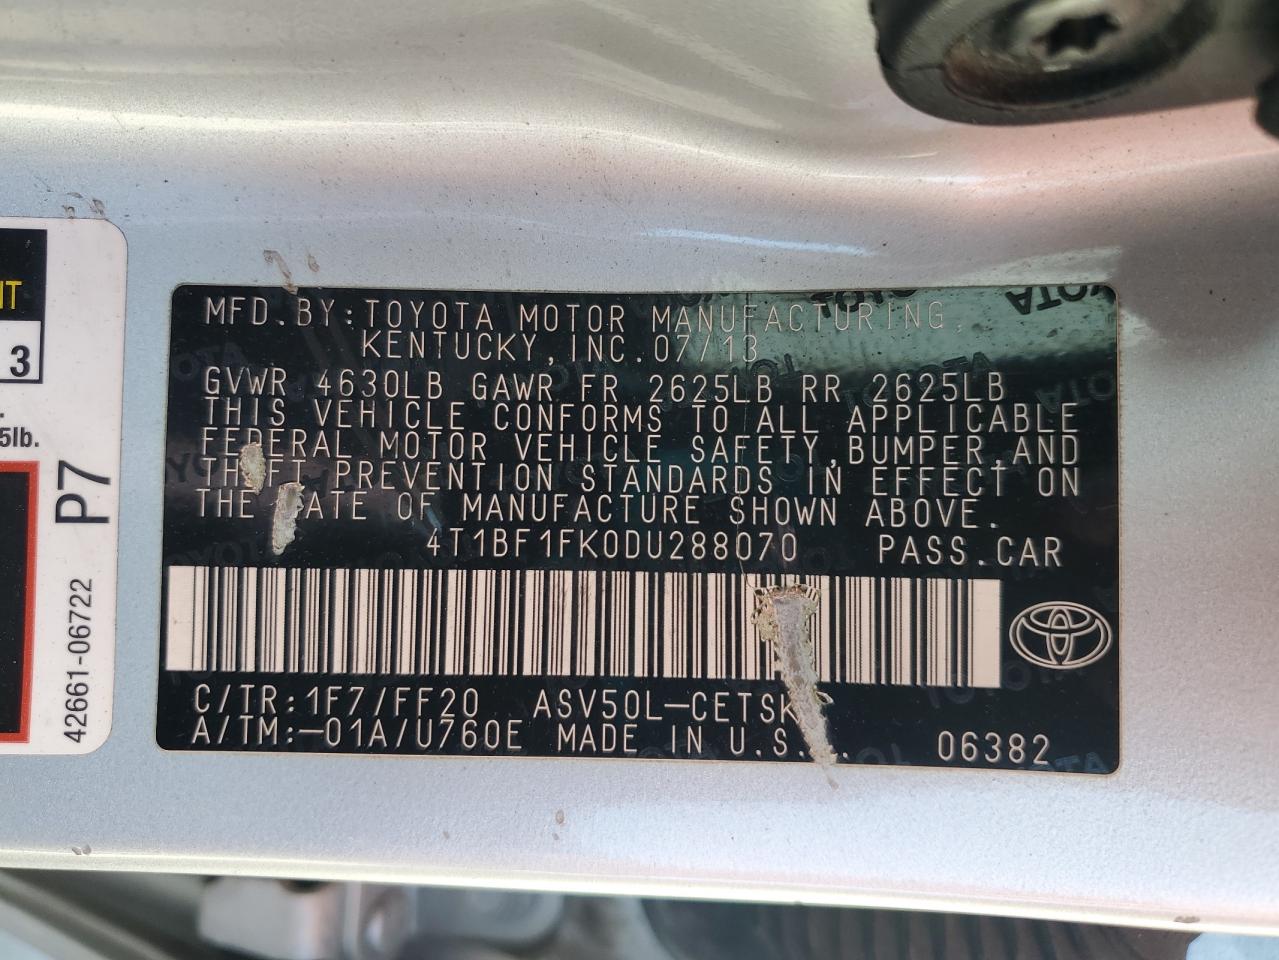 MFD.BY:TOYOTA MOTOR MANUFACTURING,
KENTUCKY,INC.07/13
GVWR 4630LB GAWR FR 2625LB RR 2625LB
THIS VEHICLE CONFORMS TO ALL APPLICABLE
FEDERAL MOTOR VEHICLE SAFETY,BUMPER,AND
THEFT PREVENTION STANDARDS IN EFFECT ON
THE DATE OF MANUFACTURE SHOWN ABOVE.
4T1BF1FK0DU288070 PASS.CAR
C/TR:1F7/FF20 ASV50L-CETSK
A/TM:-01A/U760E MADE IN U.S. 06382
3
5lb.
P7
42661-06722